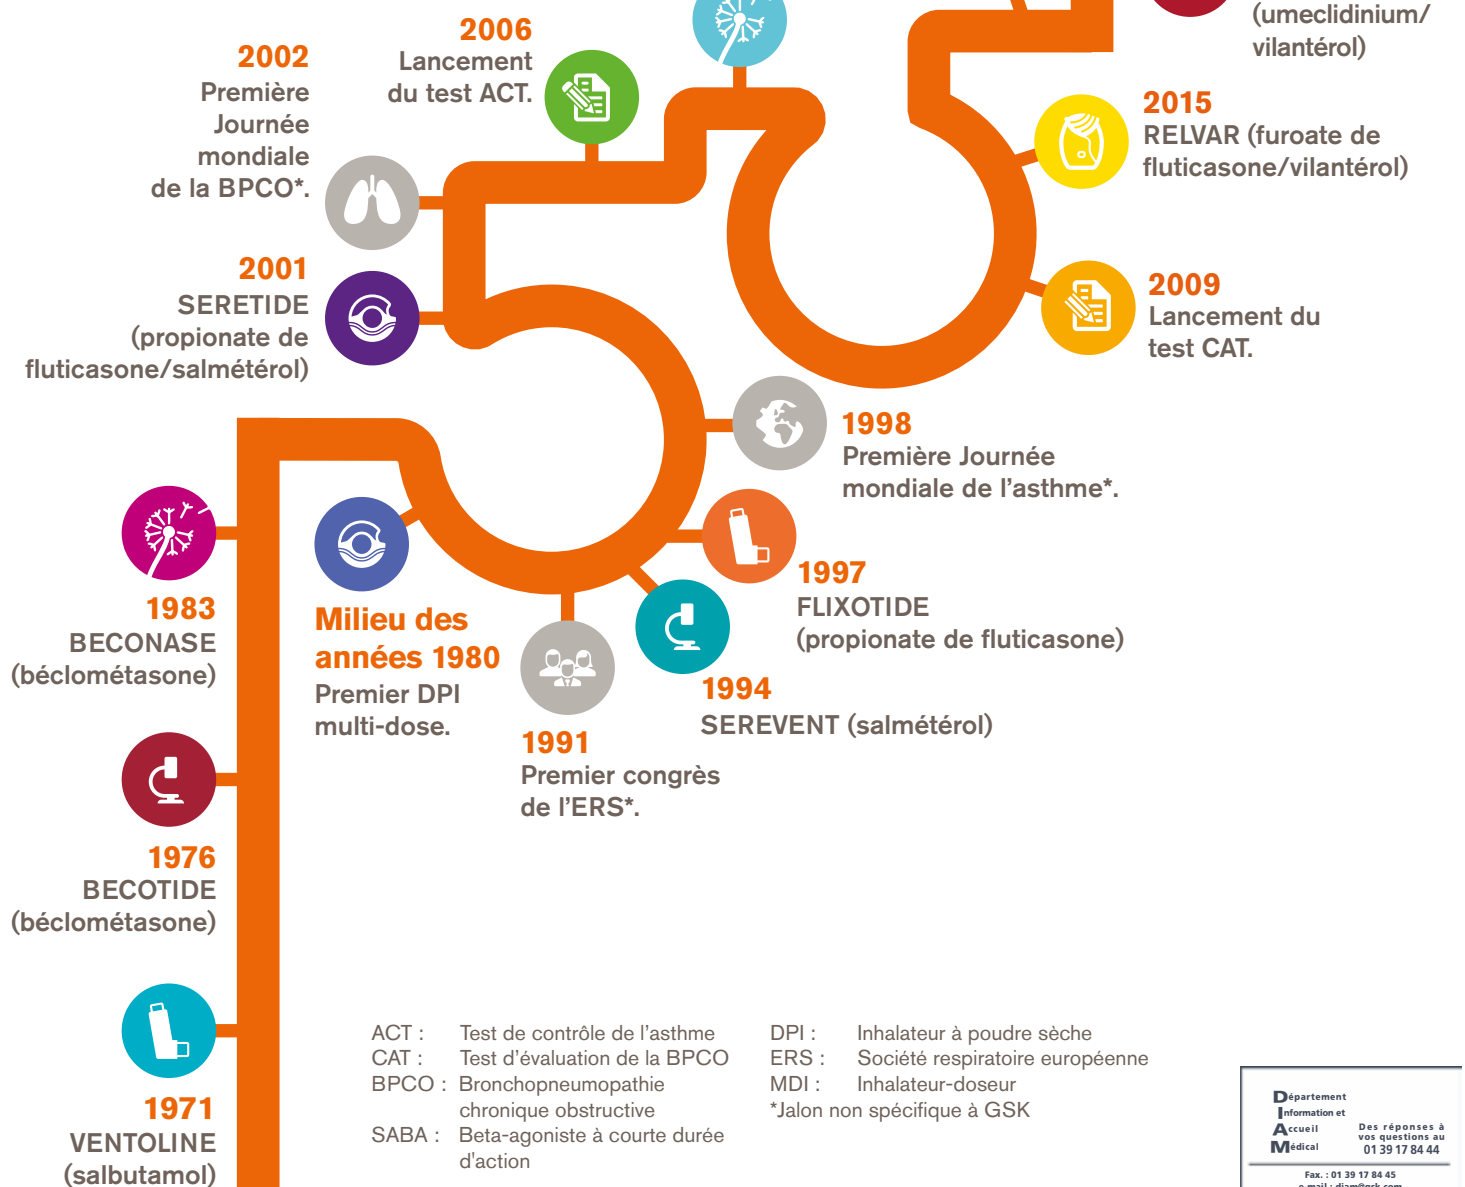 (umeclidinium/
vilantérol)
2006
Lancement
du test ACT.
2002
Première
Journée
mondiale
de la BPCO*.
2015
RELVAR (furoate de
fluticasone/vilantérol)
2001
SERETIDE
(propionate de
fluticasone/salmétérol)
2009
Lancement du
test CAT.
1998
Première Journée
mondiale de l’asthme*.
1997
FLIXOTIDE
(propionate de fluticasone)
1983
BECONASE
(béclométasone)
Milieu des
années 1980
Premier DPI
multi-dose.
1994
SEREVENT (salmétérol)
1991
Premier congrès
de l’ERS*.
1976
BECOTIDE
(béclométasone)
1971
VENTOLINE
(salbutamol)
ACT : Test de contrôle de l’asthme
CAT : Test d’évaluation de la BPCO
BPCO : Bronchopneumopathie
chronique obstructive
SABA : Beta-agoniste à courte durée
d'action
DPI : Inhalateur à poudre sèche
ERS : Société respiratoire européenne
MDI : Inhalateur-doseur
*Jalon non spécifique à GSK
Département
Information et
Accueil
Médical
Des réponses à
vos questions au
01 39 17 84 44
Fax. : 01 39 17 84 45
e-mail : diam@gsk.com